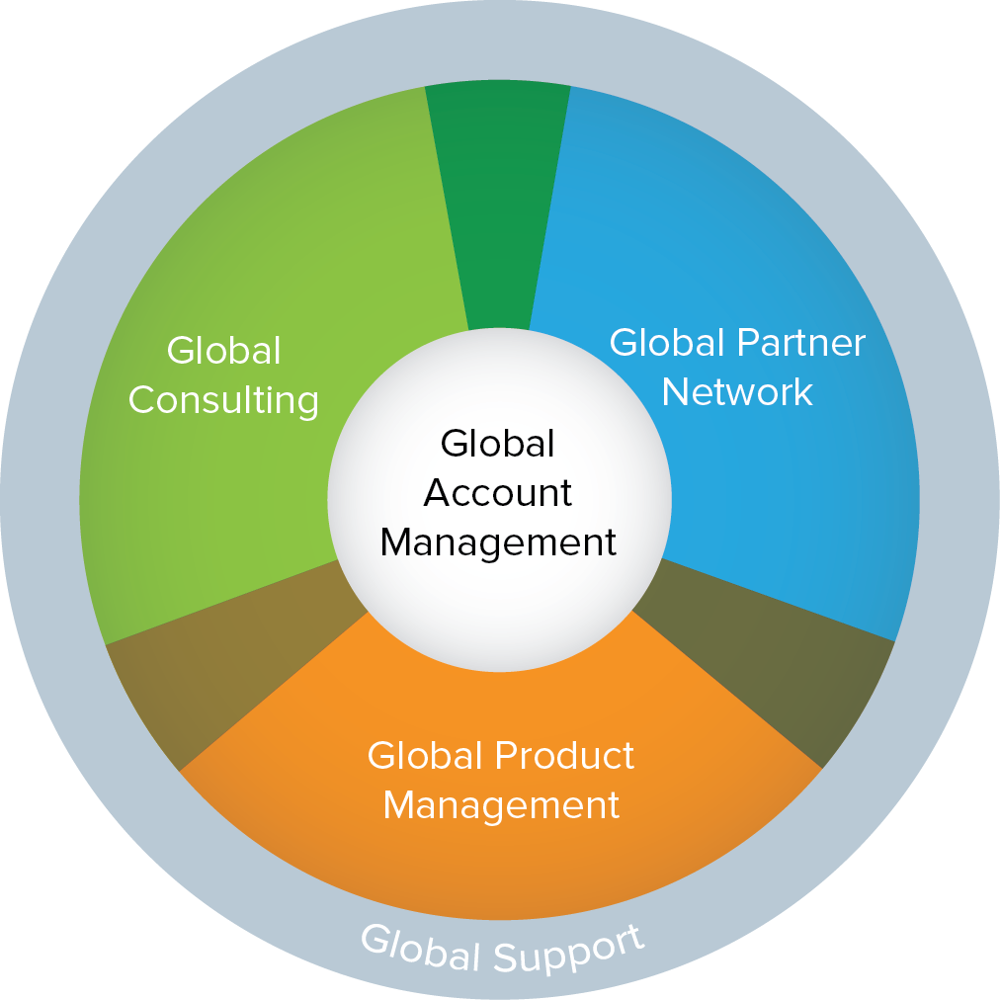 Global
Consulting
Global Partner
Network
Global
Account
Management
Global Product
Management
Global Support